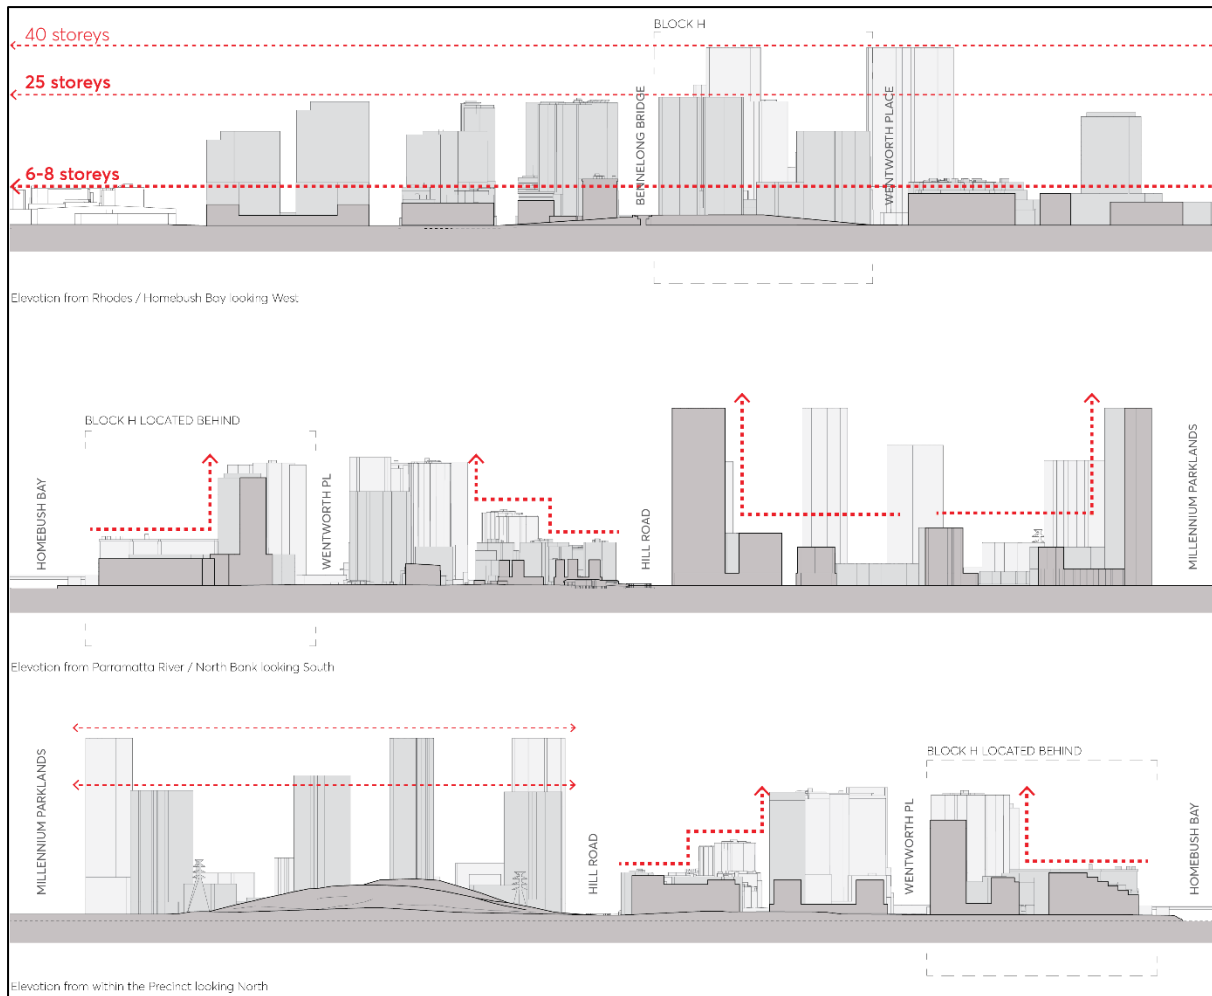 BLOCK H
40 storeys
25 storeys
6-8 storeys
BENNELONG BRIDGE
WENTWORTH PLACE
Elevation from Rhodes / Homebush Bay looking West
BLOCK H LOCATED BEHIND
HOMEBUSH BAY
WENTWORTH PL
HILL ROAD
MILLENNIUM PARKLANDS
Elevation from Parramatta River / North Bank looking South
MILLENNIUM PARKLANDS
HILL ROAD
WENTWORTH PL
BLOCK H LOCATED BEHIND
HOMEBUSH BAY
Elevation from within the Precinct looking North